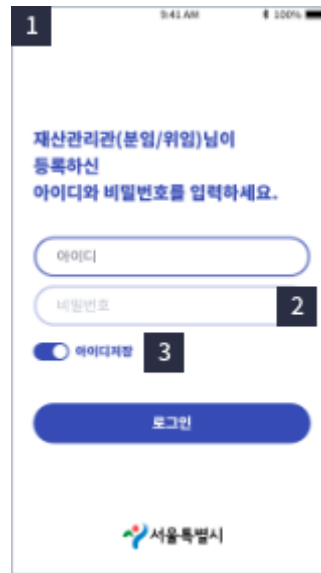 1
9:41 AM
100%
재산관리관(분임/위임)님이
등록하신
아이디와 비밀번호를 입력하세요.
아이디
비밀번호
2
아이디저장
3
로그인
서울특별시